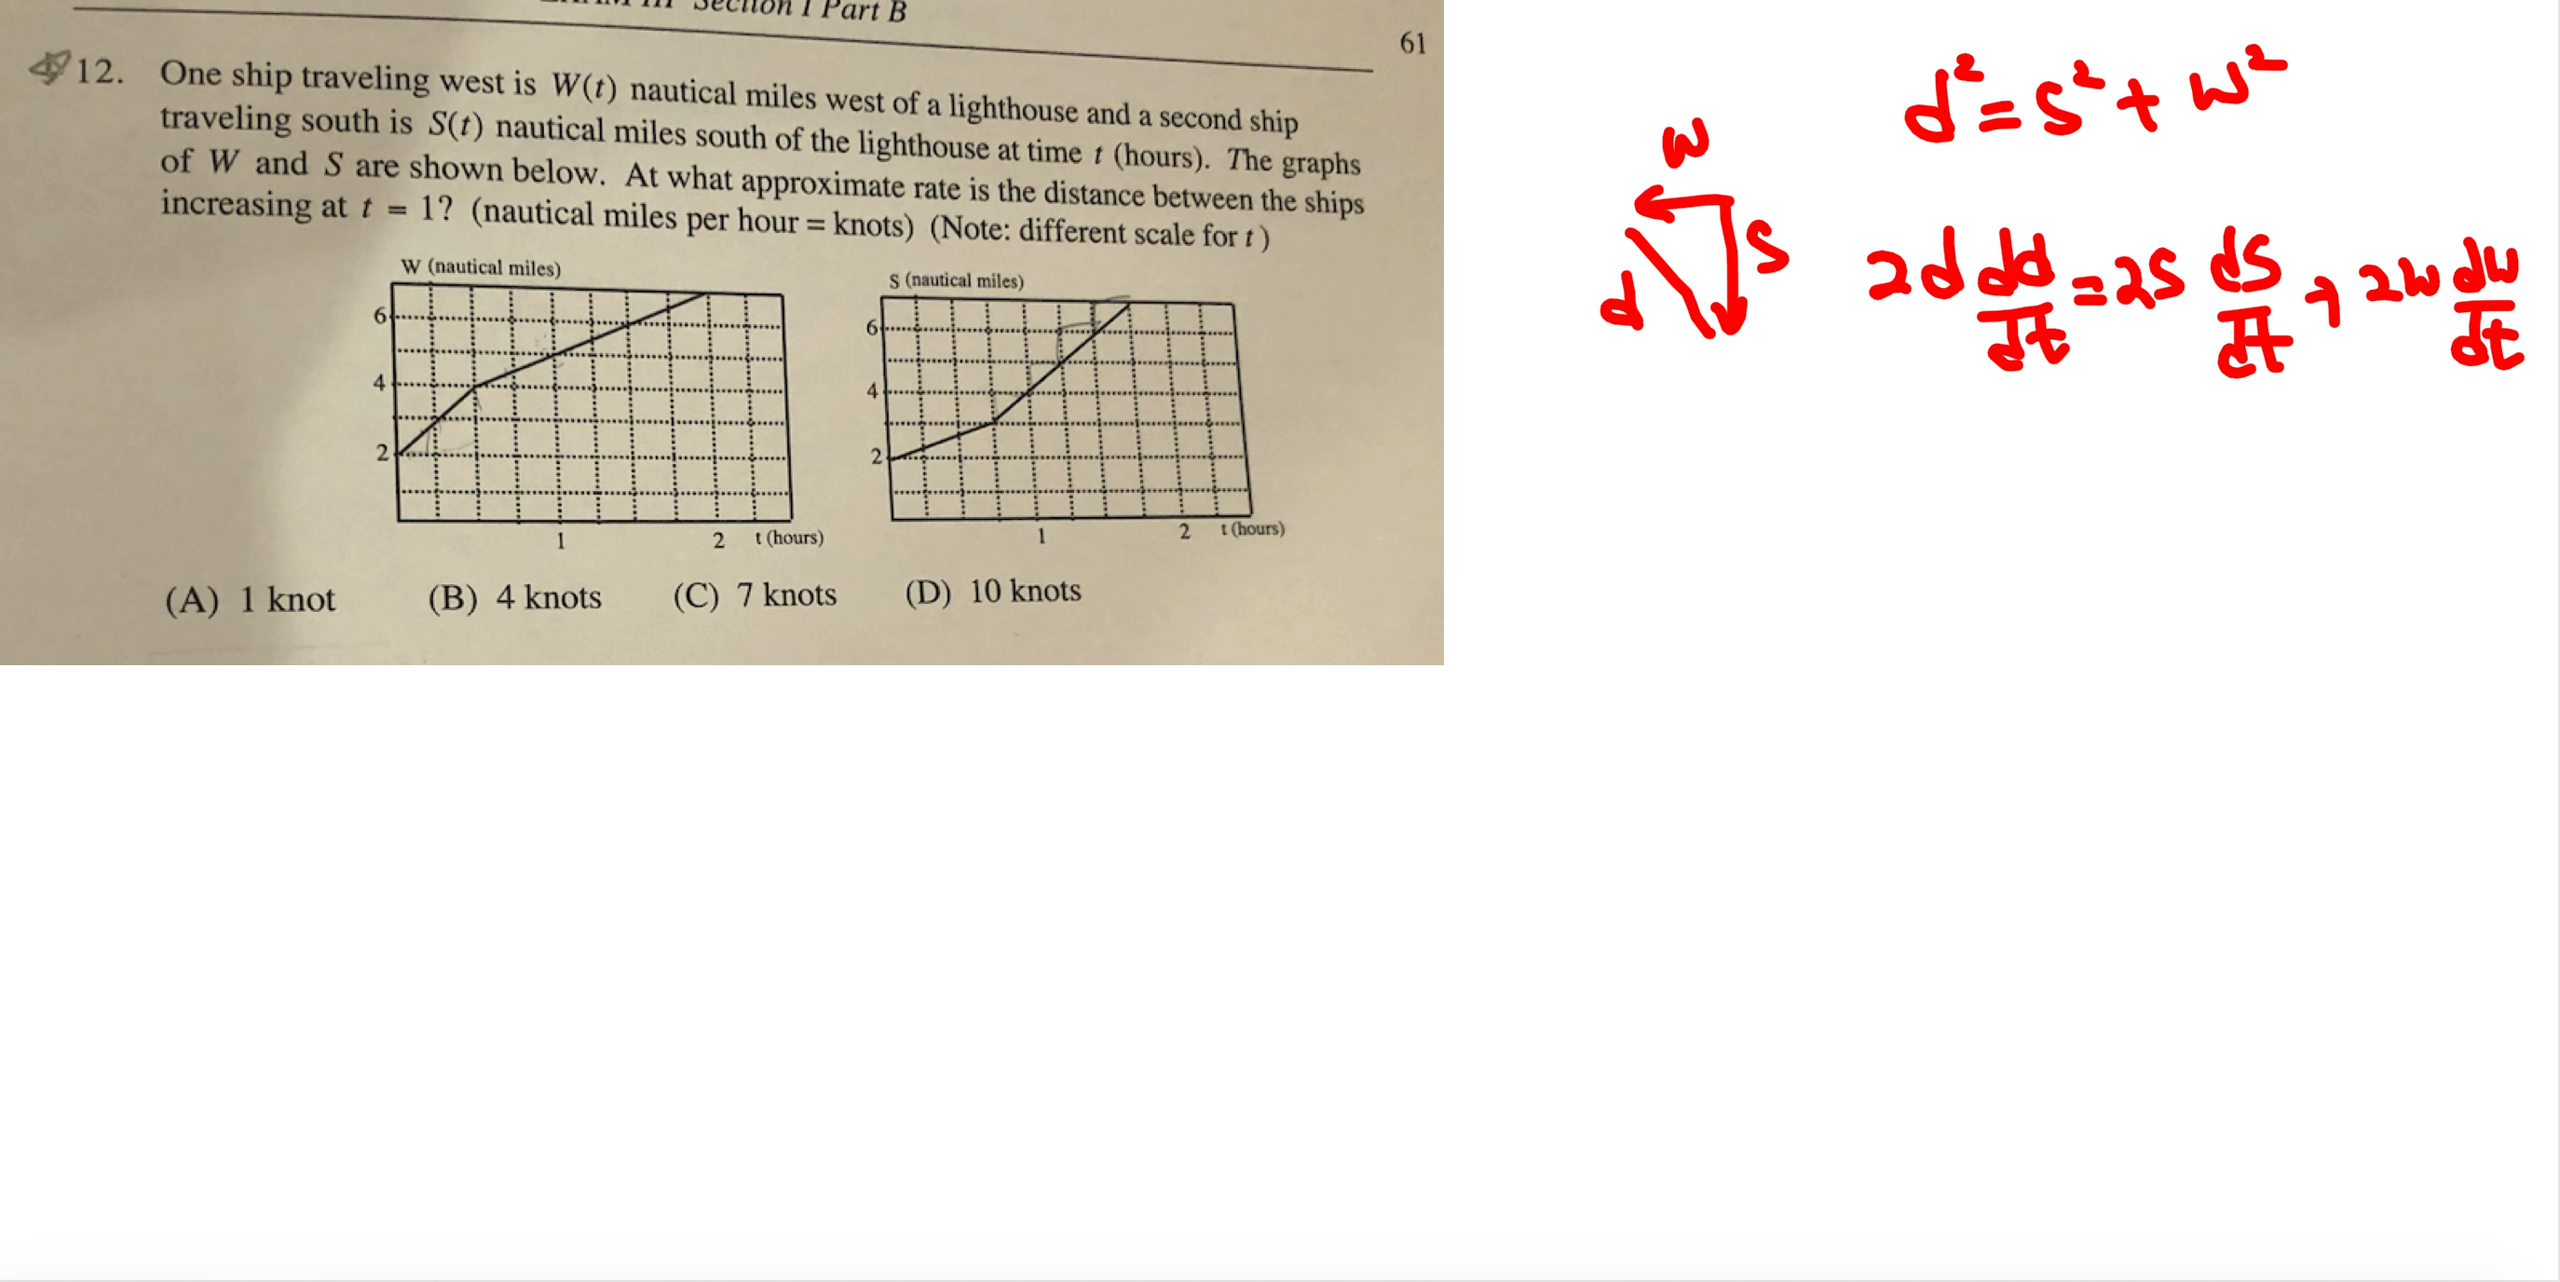 Section I Part B
61
12. One ship traveling west is W(t) nautical miles west of a lighthouse and a second ship
traveling south is S(t) nautical miles south of the lighthouse at time t (hours). The graphs
of W and S are shown below. At what approximate rate is the distance between the ships
increasing at t = 1? (nautical miles per hour = knots) (Note: different scale for t)
W (nautical miles)
6
4
2
1 2 t (hours)
S (nautical miles)
6
4
2
1 2 t (hours)
(A) 1 knot (B) 4 knots (C) 7 knots (D) 10 knots
d² = S² + W²
W
S
d
2d dd/dt = 2S dS/dt + 2W dW/dt